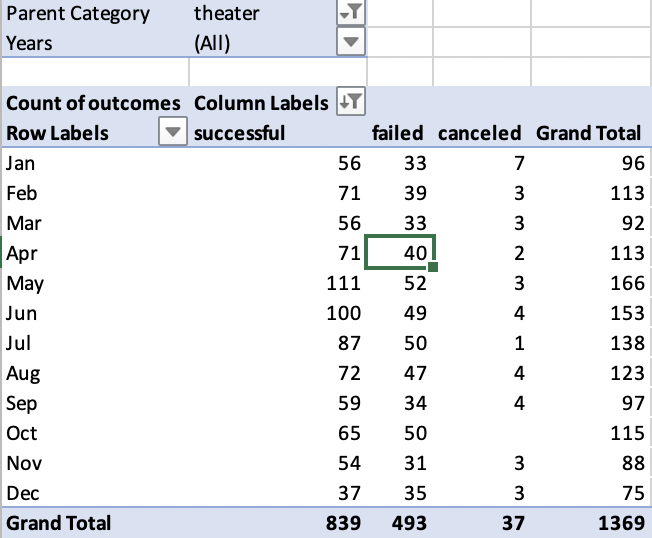 Parent Category theater
Years (All)
Count of outcomes Column Labels
Row Labels successful failed canceled Grand Total
Jan 56 33 7 96
Feb 71 39 3 113
Mar 56 33 3 92
Apr 71 40 2 113
May 111 52 3 166
Jun 100 49 4 153
Jul 87 50 1 138
Aug 72 47 4 123
Sep 59 34 4 97
Oct 65 50 115
Nov 54 31 3 88
Dec 37 35 3 75
Grand Total 839 493 37 1369